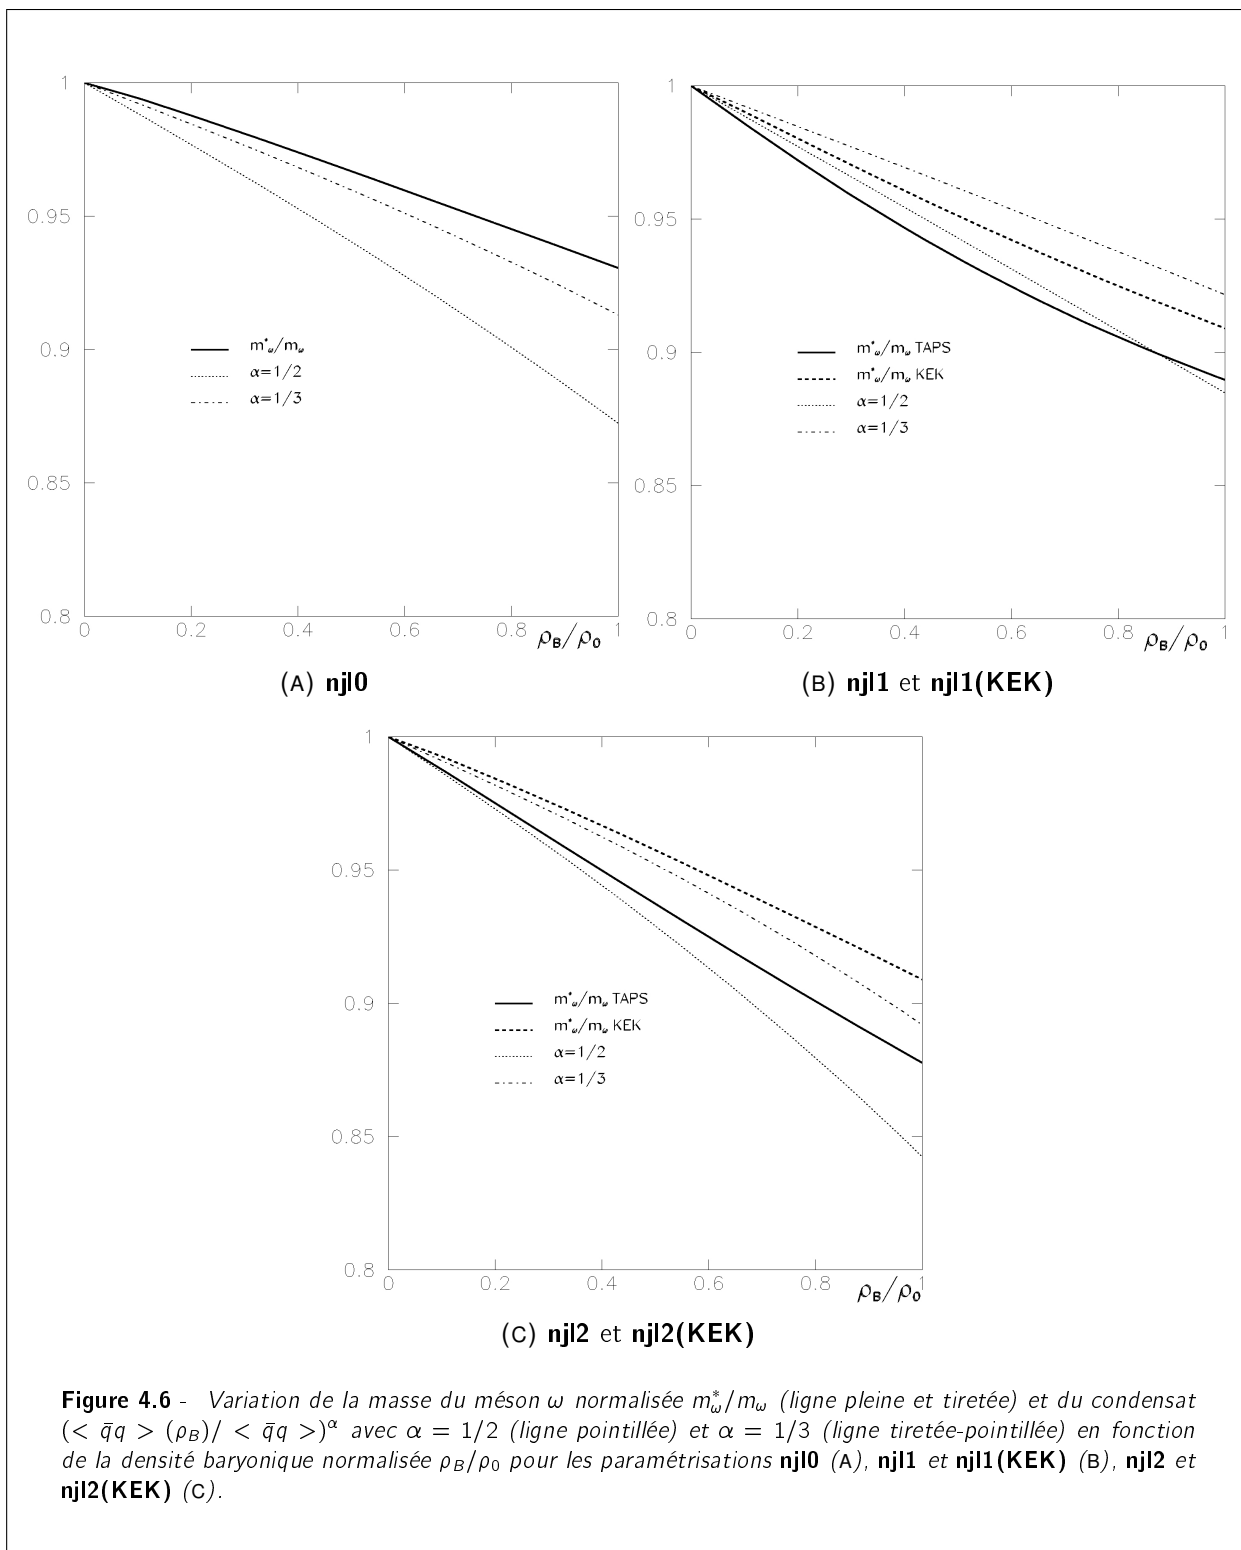 1
0.95
0.9
0.85
0.8
0
0.2
0.4
0.6
0.8
1
ρB/ρ0
m*ω/mω
α=1/2
α=1/3
(A) njl0
1
0.95
0.9
0.85
0.8
0
0.2
0.4
0.6
0.8
1
ρB/ρ0
m*ω/mω TAPS
m*ω/mω KEK
α=1/2
α=1/3
(B) njl1 et njl1(KEK)
1
0.95
0.9
0.85
0.8
0
0.2
0.4
0.6
0.8
1
ρB/ρ0
m*ω/mω TAPS
m*ω/mω KEK
α=1/2
α=1/3
(C) njl2 et njl2(KEK)
Figure 4.6 - Variation de la masse du méson ω normalisée m*ω/mω (ligne pleine et tiretée) et du condensat
(< q̄q > (ρB)/ < q̄q >)^α avec α = 1/2 (ligne pointillée) et α = 1/3 (ligne tiretée-pointillée) en fonction
de la densité baryonique normalisée ρB/ρ0 pour les paramétrisations njl0 (A), njl1 et njl1(KEK) (B), njl2 et
njl2(KEK) (C).